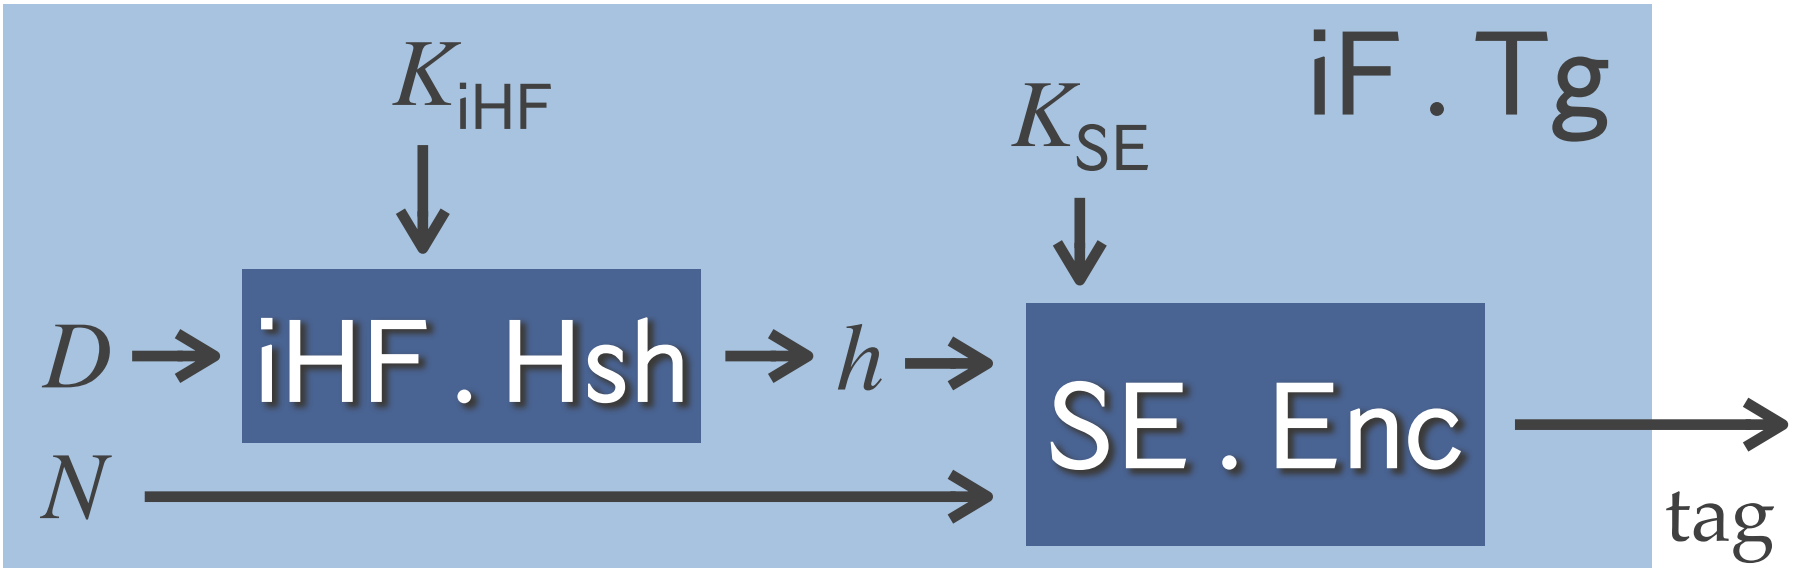 iF.Tg
K_iHF
K_SE
D
iHF.Hsh
h
SE.Enc
N
tag